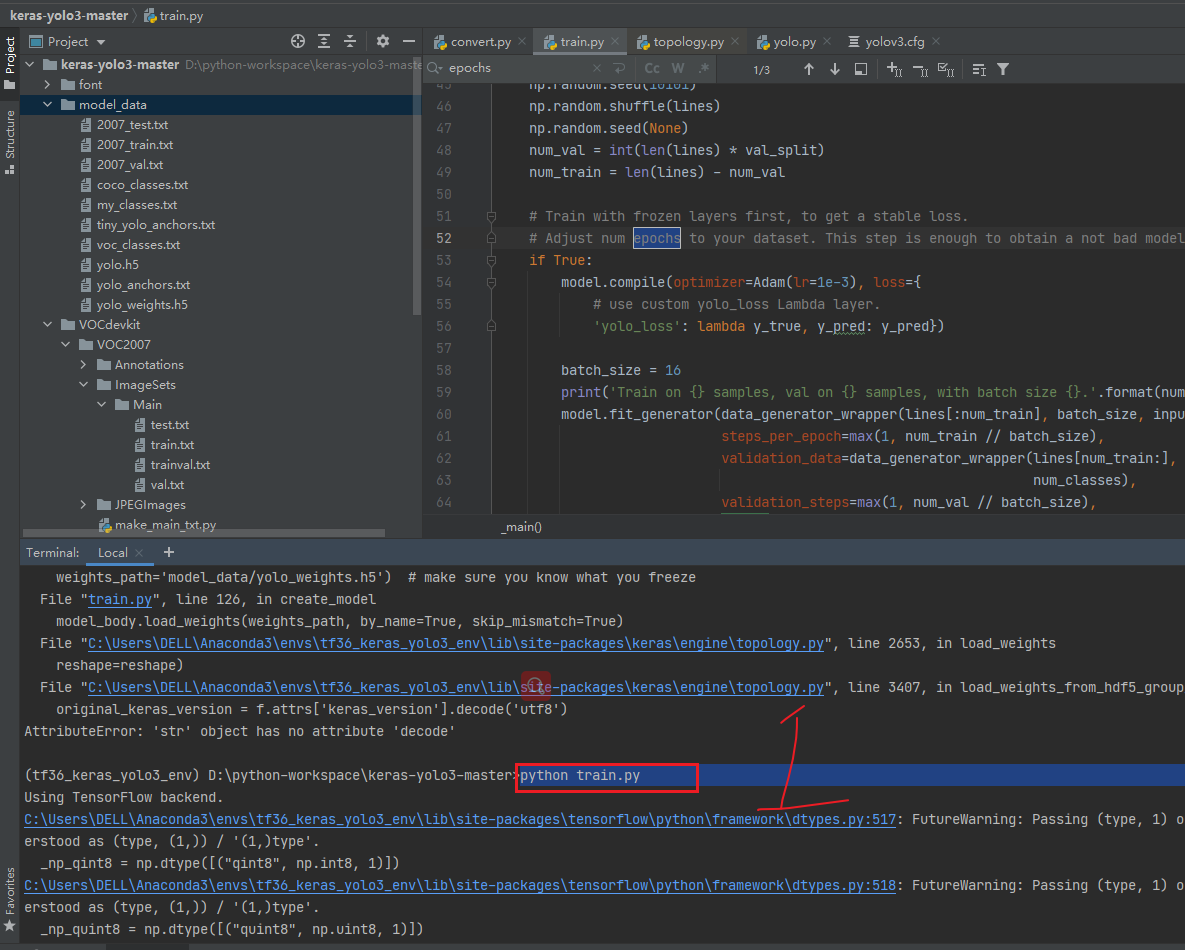 keras-yolo3-master
train.py
Project
convert.py
train.py
topology.py
yolo.py
yolov3.cfg
Project
Structure
Favorites
keras-yolo3-master D:\python-workspace\keras-yolo3-maste
font
model_data
2007_test.txt
2007_train.txt
2007_val.txt
coco_classes.txt
my_classes.txt
tiny_yolo_anchors.txt
voc_classes.txt
yolo.h5
yolo_anchors.txt
yolo_weights.h5
VOCdevkit
VOC2007
Annotations
ImageSets
Main
test.txt
train.txt
trainval.txt
val.txt
JPEGImages
make_main_txt.py
epochs
Cc W .*
1/3
45 np.random.seed(10101)
46 np.random.shuffle(lines)
47 np.random.seed(None)
48 num_val = int(len(lines) * val_split)
49 num_train = len(lines) - num_val
50
51 # Train with frozen layers first, to get a stable loss.
52 # Adjust num epochs to your dataset. This step is enough to obtain a not bad model
53 if True:
54 model.compile(optimizer=Adam(lr=1e-3), loss={
55 # use custom yolo_loss Lambda layer.
56 'yolo_loss': lambda y_true, y_pred: y_pred})
57
58 batch_size = 16
59 print('Train on {} samples, val on {} samples, with batch size {}.'.format(num
60 model.fit_generator(data_generator_wrapper(lines[:num_train], batch_size, inpu
61 steps_per_epoch=max(1, num_train // batch_size),
62 validation_data=data_generator_wrapper(lines[num_train:],
63 num_classes),
64 validation_steps=max(1, num_val // batch_size),
_main()
Terminal: Local +
weights_path='model_data/yolo_weights.h5') # make sure you know what you freeze
File "train.py", line 126, in create_model
model_body.load_weights(weights_path, by_name=True, skip_mismatch=True)
File "C:\Users\DELL\Anaconda3\envs\tf36_keras_yolo3_env\lib\site-packages\keras\engine\topology.py", line 2653, in load_weights
reshape=reshape)
File "C:\Users\DELL\Anaconda3\envs\tf36_keras_yolo3_env\lib\site-packages\keras\engine\topology.py", line 3407, in load_weights_from_hdf5_group
original_keras_version = f.attrs['keras_version'].decode('utf8')
AttributeError: 'str' object has no attribute 'decode'
(tf36_keras_yolo3_env) D:\python-workspace\keras-yolo3-master>python train.py
Using TensorFlow backend.
C:\Users\DELL\Anaconda3\envs\tf36_keras_yolo3_env\lib\site-packages\tensorflow\python\framework\dtypes.py:517: FutureWarning: Passing (type, 1) o
erstood as (type, (1,)) / '(1,)type'.
_np_qint8 = np.dtype([("qint8", np.int8, 1)])
C:\Users\DELL\Anaconda3\envs\tf36_keras_yolo3_env\lib\site-packages\tensorflow\python\framework\dtypes.py:518: FutureWarning: Passing (type, 1) o
erstood as (type, (1,)) / '(1,)type'.
_np_quint8 = np.dtype([("quint8", np.uint8, 1)])